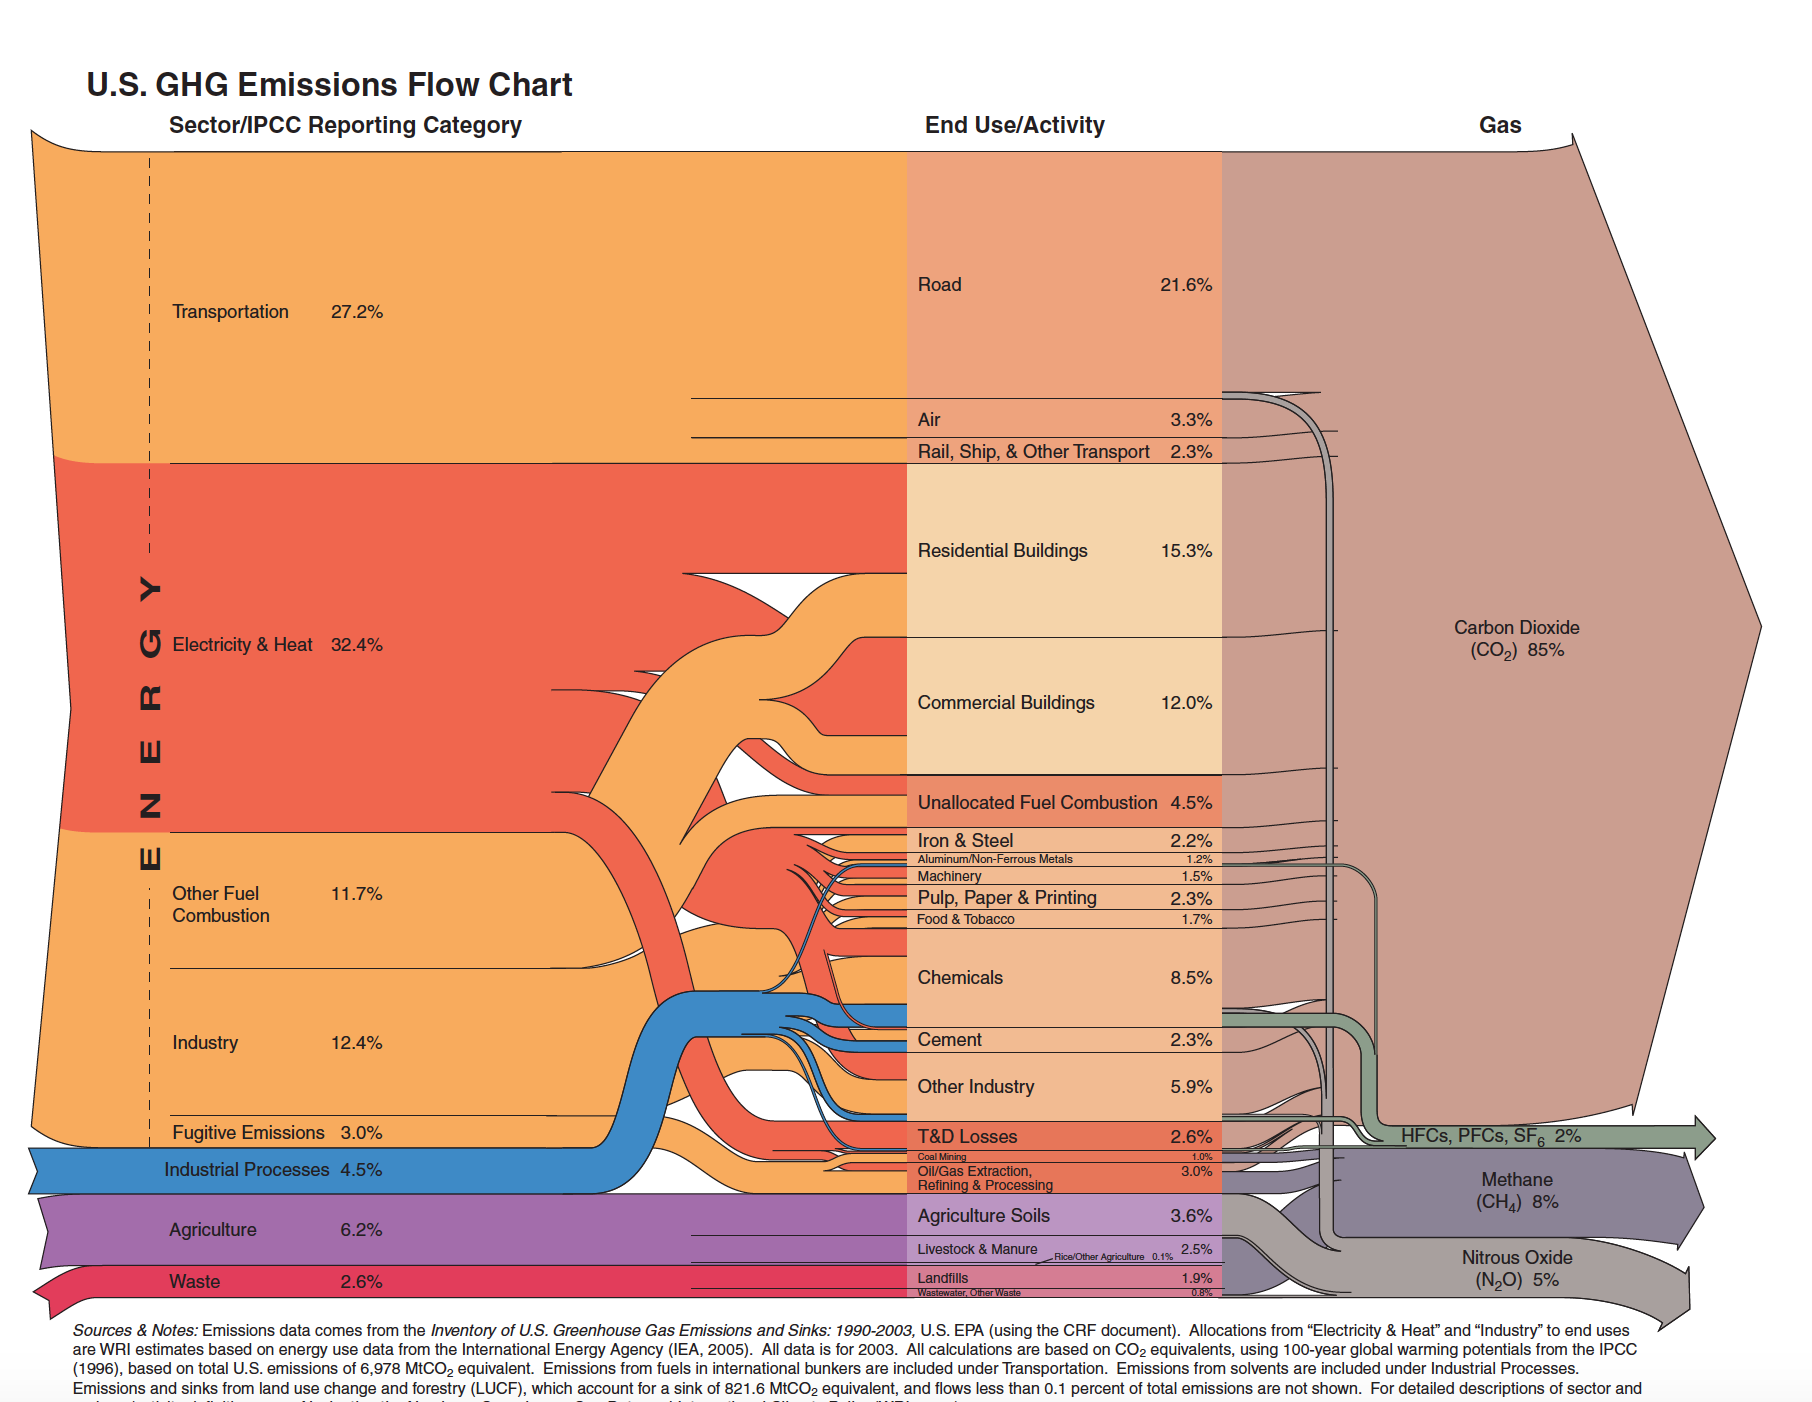 U.S. GHG Emissions Flow Chart
Sector/IPCC Reporting Category
End Use/Activity
Gas
ENERGY
Transportation 27.2%
Electricity & Heat 32.4%
Other Fuel
Combustion 11.7%
Industry 12.4%
Fugitive Emissions 3.0%
Industrial Processes 4.5%
Agriculture 6.2%
Waste 2.6%
Road 21.6%
Air 3.3%
Rail, Ship, & Other Transport 2.3%
Residential Buildings 15.3%
Commercial Buildings 12.0%
Unallocated Fuel Combustion 4.5%
Iron & Steel 2.2%
Aluminum/Non-Ferrous Metals 1.2%
Machinery 1.5%
Pulp, Paper & Printing 2.3%
Food & Tobacco 1.7%
Chemicals 8.5%
Cement 2.3%
Other Industry 5.9%
T&D Losses 2.6%
Coal Mining 1.0%
Oil/Gas Extraction, 3.0%
Refining & Processing
Agriculture Soils 3.6%
Livestock & Manure 2.5%
Rice/Other Agriculture 0.1%
Landfills 1.9%
Wastewater, Other Waste 0.8%
Carbon Dioxide
(CO₂) 85%
HFCs, PFCs, SF₆ 2%
Methane
(CH₄) 8%
Nitrous Oxide
(N₂O) 5%
Sources & Notes: Emissions data comes from the Inventory of U.S. Greenhouse Gas Emissions and Sinks: 1990-2003, U.S. EPA (using the CRF document). Allocations from “Electricity & Heat” and “Industry” to end uses
are WRI estimates based on energy use data from the International Energy Agency (IEA, 2005). All data is for 2003. All calculations are based on CO₂ equivalents, using 100-year global warming potentials from the IPCC
(1996), based on total U.S. emissions of 6,978 MtCO₂ equivalent. Emissions from fuels in international bunkers are included under Transportation. Emissions from solvents are included under Industrial Processes.
Emissions and sinks from land use change and forestry (LUCF), which account for a sink of 821.6 MtCO₂ equivalent, and flows less than 0.1 percent of total emissions are not shown. For detailed descriptions of sector and